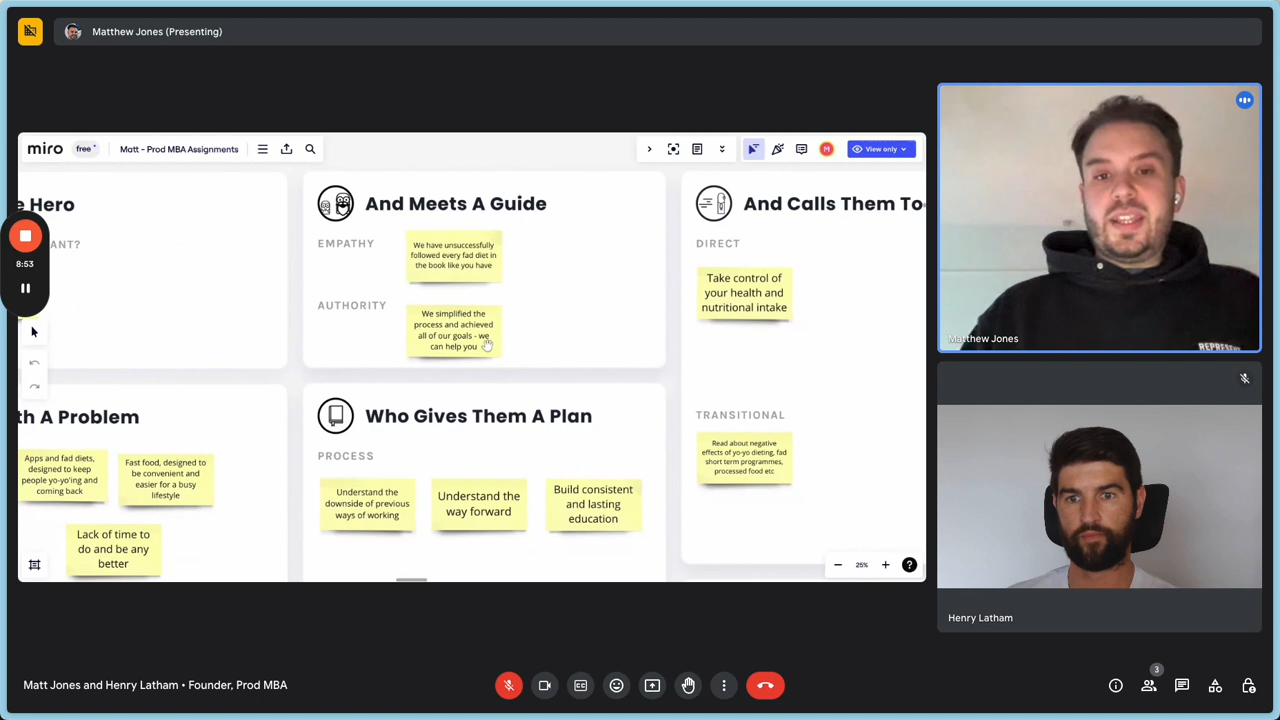 Matthew Jones (Presenting)
miro
free
Matt - Prod MBA Assignments
View only
M
e Hero
ANT?
And Meets A Guide
EMPATHY
We have unsuccessfully
followed every fad diet in
the book like you have
AUTHORITY
We simplified the
process and achieved
all of our goals - we
can help you
And Calls Them To
DIRECT
Take control of
your health and
nutritional intake
TRANSITIONAL
Read about negative
effects of yo-yo dieting, fad
short term programmes,
processed food etc
th A Problem
Apps and fad diets,
designed to keep
people yo-yo'ing and
coming back
Fast food, designed to
be convenient and
easier for a busy
lifestyle
Lack of time to
do and be any
better
Who Gives Them A Plan
PROCESS
Understand the
downside of previous
ways of working
Understand the
way forward
Build consistent
and lasting
education
25%
?
8:53
Matthew Jones
Henry Latham
Matt Jones and Henry Latham • Founder, Prod MBA
CC
3